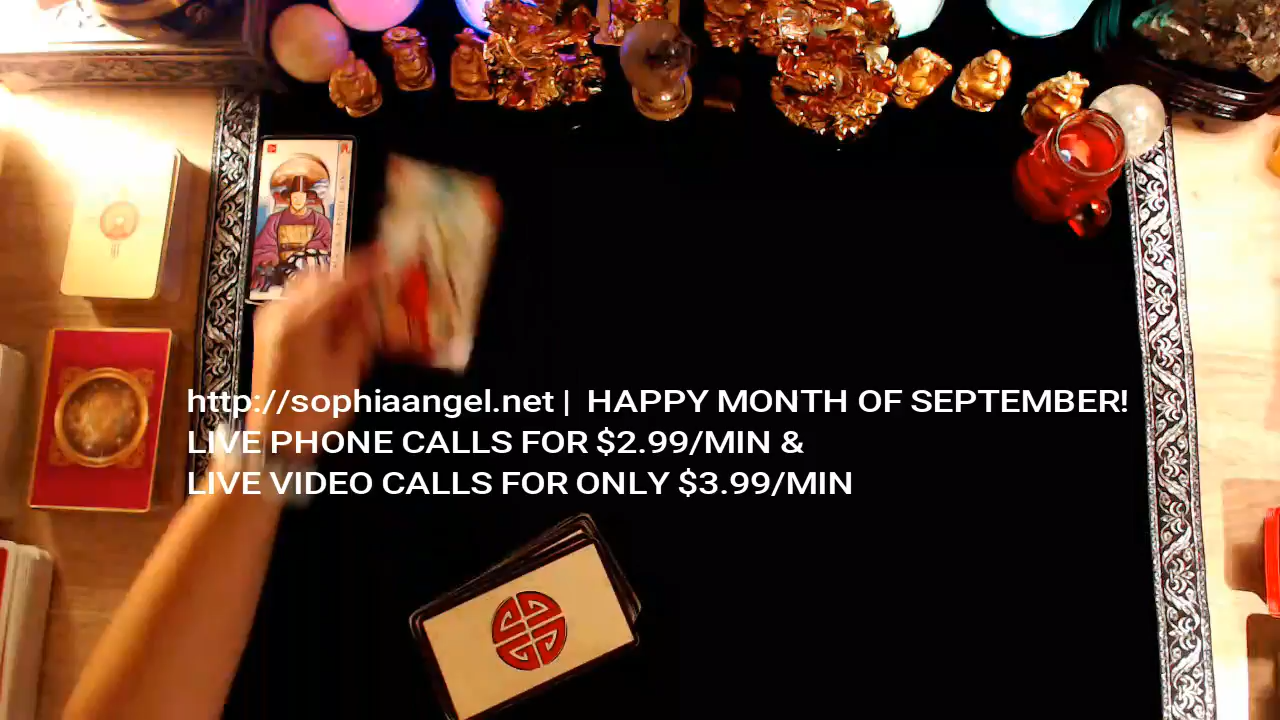 http://sophiaangel.net | HAPPY MONTH OF SEPTEMBER!
LIVE PHONE CALLS FOR $2.99/MIN &
LIVE VIDEO CALLS FOR ONLY $3.99/MIN